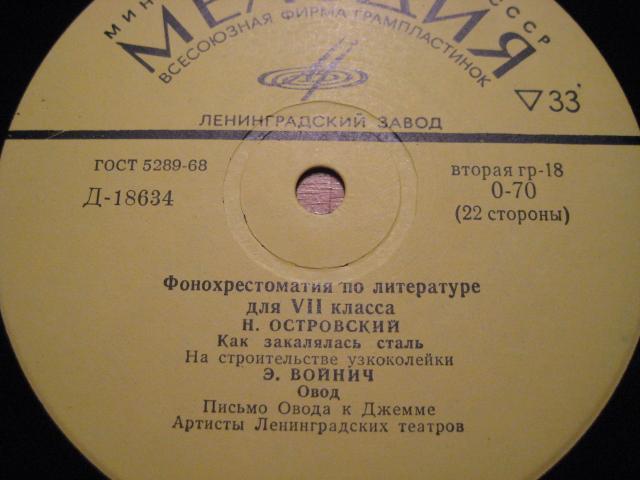 МИН
СССР
МЕЛОДИЯ
ВСЕСОЮЗНАЯ ФИРМА ГРАМПЛАСТИНОК
33
ЛЕНИНГРАДСКИЙ ЗАВОД
ГОСТ 5289-68
вторая гр-18
Д-18634
0-70
(22 стороны)
Фонохрестоматия по литературе
для VII класса
Н. ОСТРОВСКИЙ
Как закалялась сталь
На строительстве узкоколейки
Э. ВОЙНИЧ
Овод
Письмо Овода к Джемме
Артисты Ленинградских театров